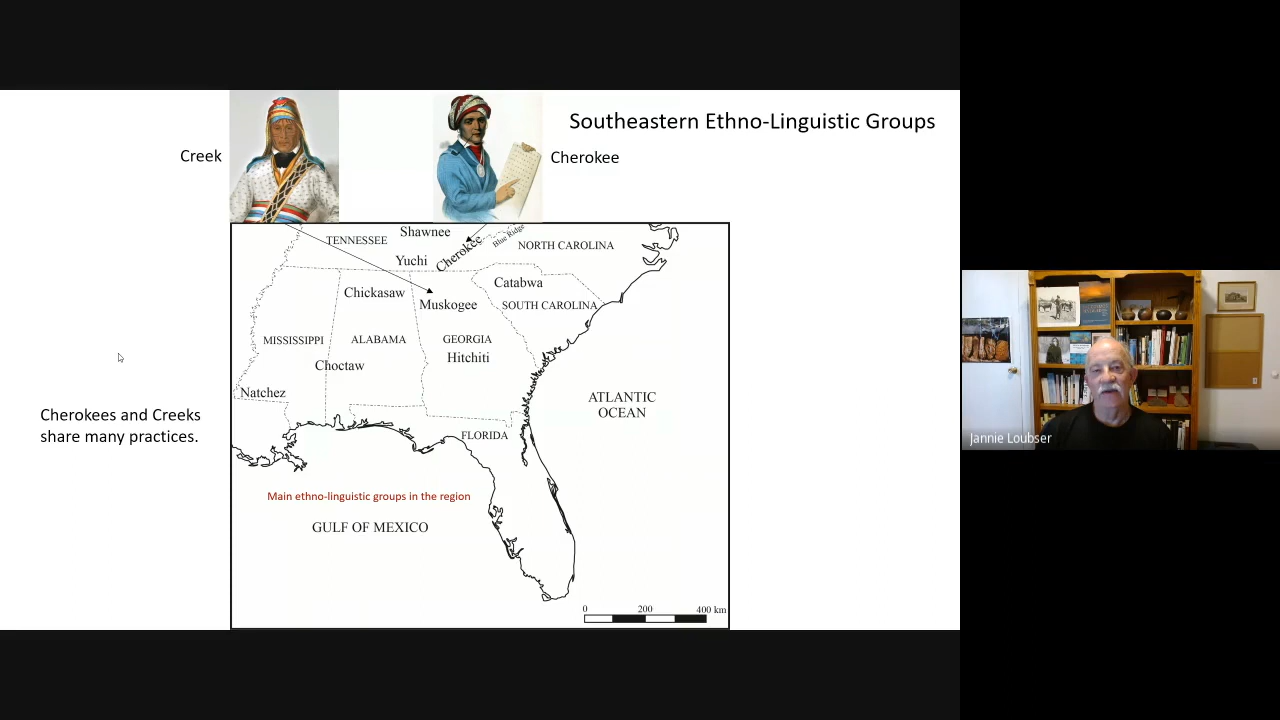 Southeastern Ethno-Linguistic Groups
Creek
Cherokee
Shawnee
TENNESSEE
Cherokee
Blue Ridge
NORTH CAROLINA
Yuchi
Catabwa
Chickasaw
Muskogee
SOUTH CAROLINA
MISSISSIPPI
ALABAMA
GEORGIA
Hitchiti
Choctaw
Natchez
ATLANTIC
OCEAN
Cherokees and Creeks
share many practices.
FLORIDA
Main ethno-linguistic groups in the region
GULF OF MEXICO
0 200 400 km
Jannie Loubser